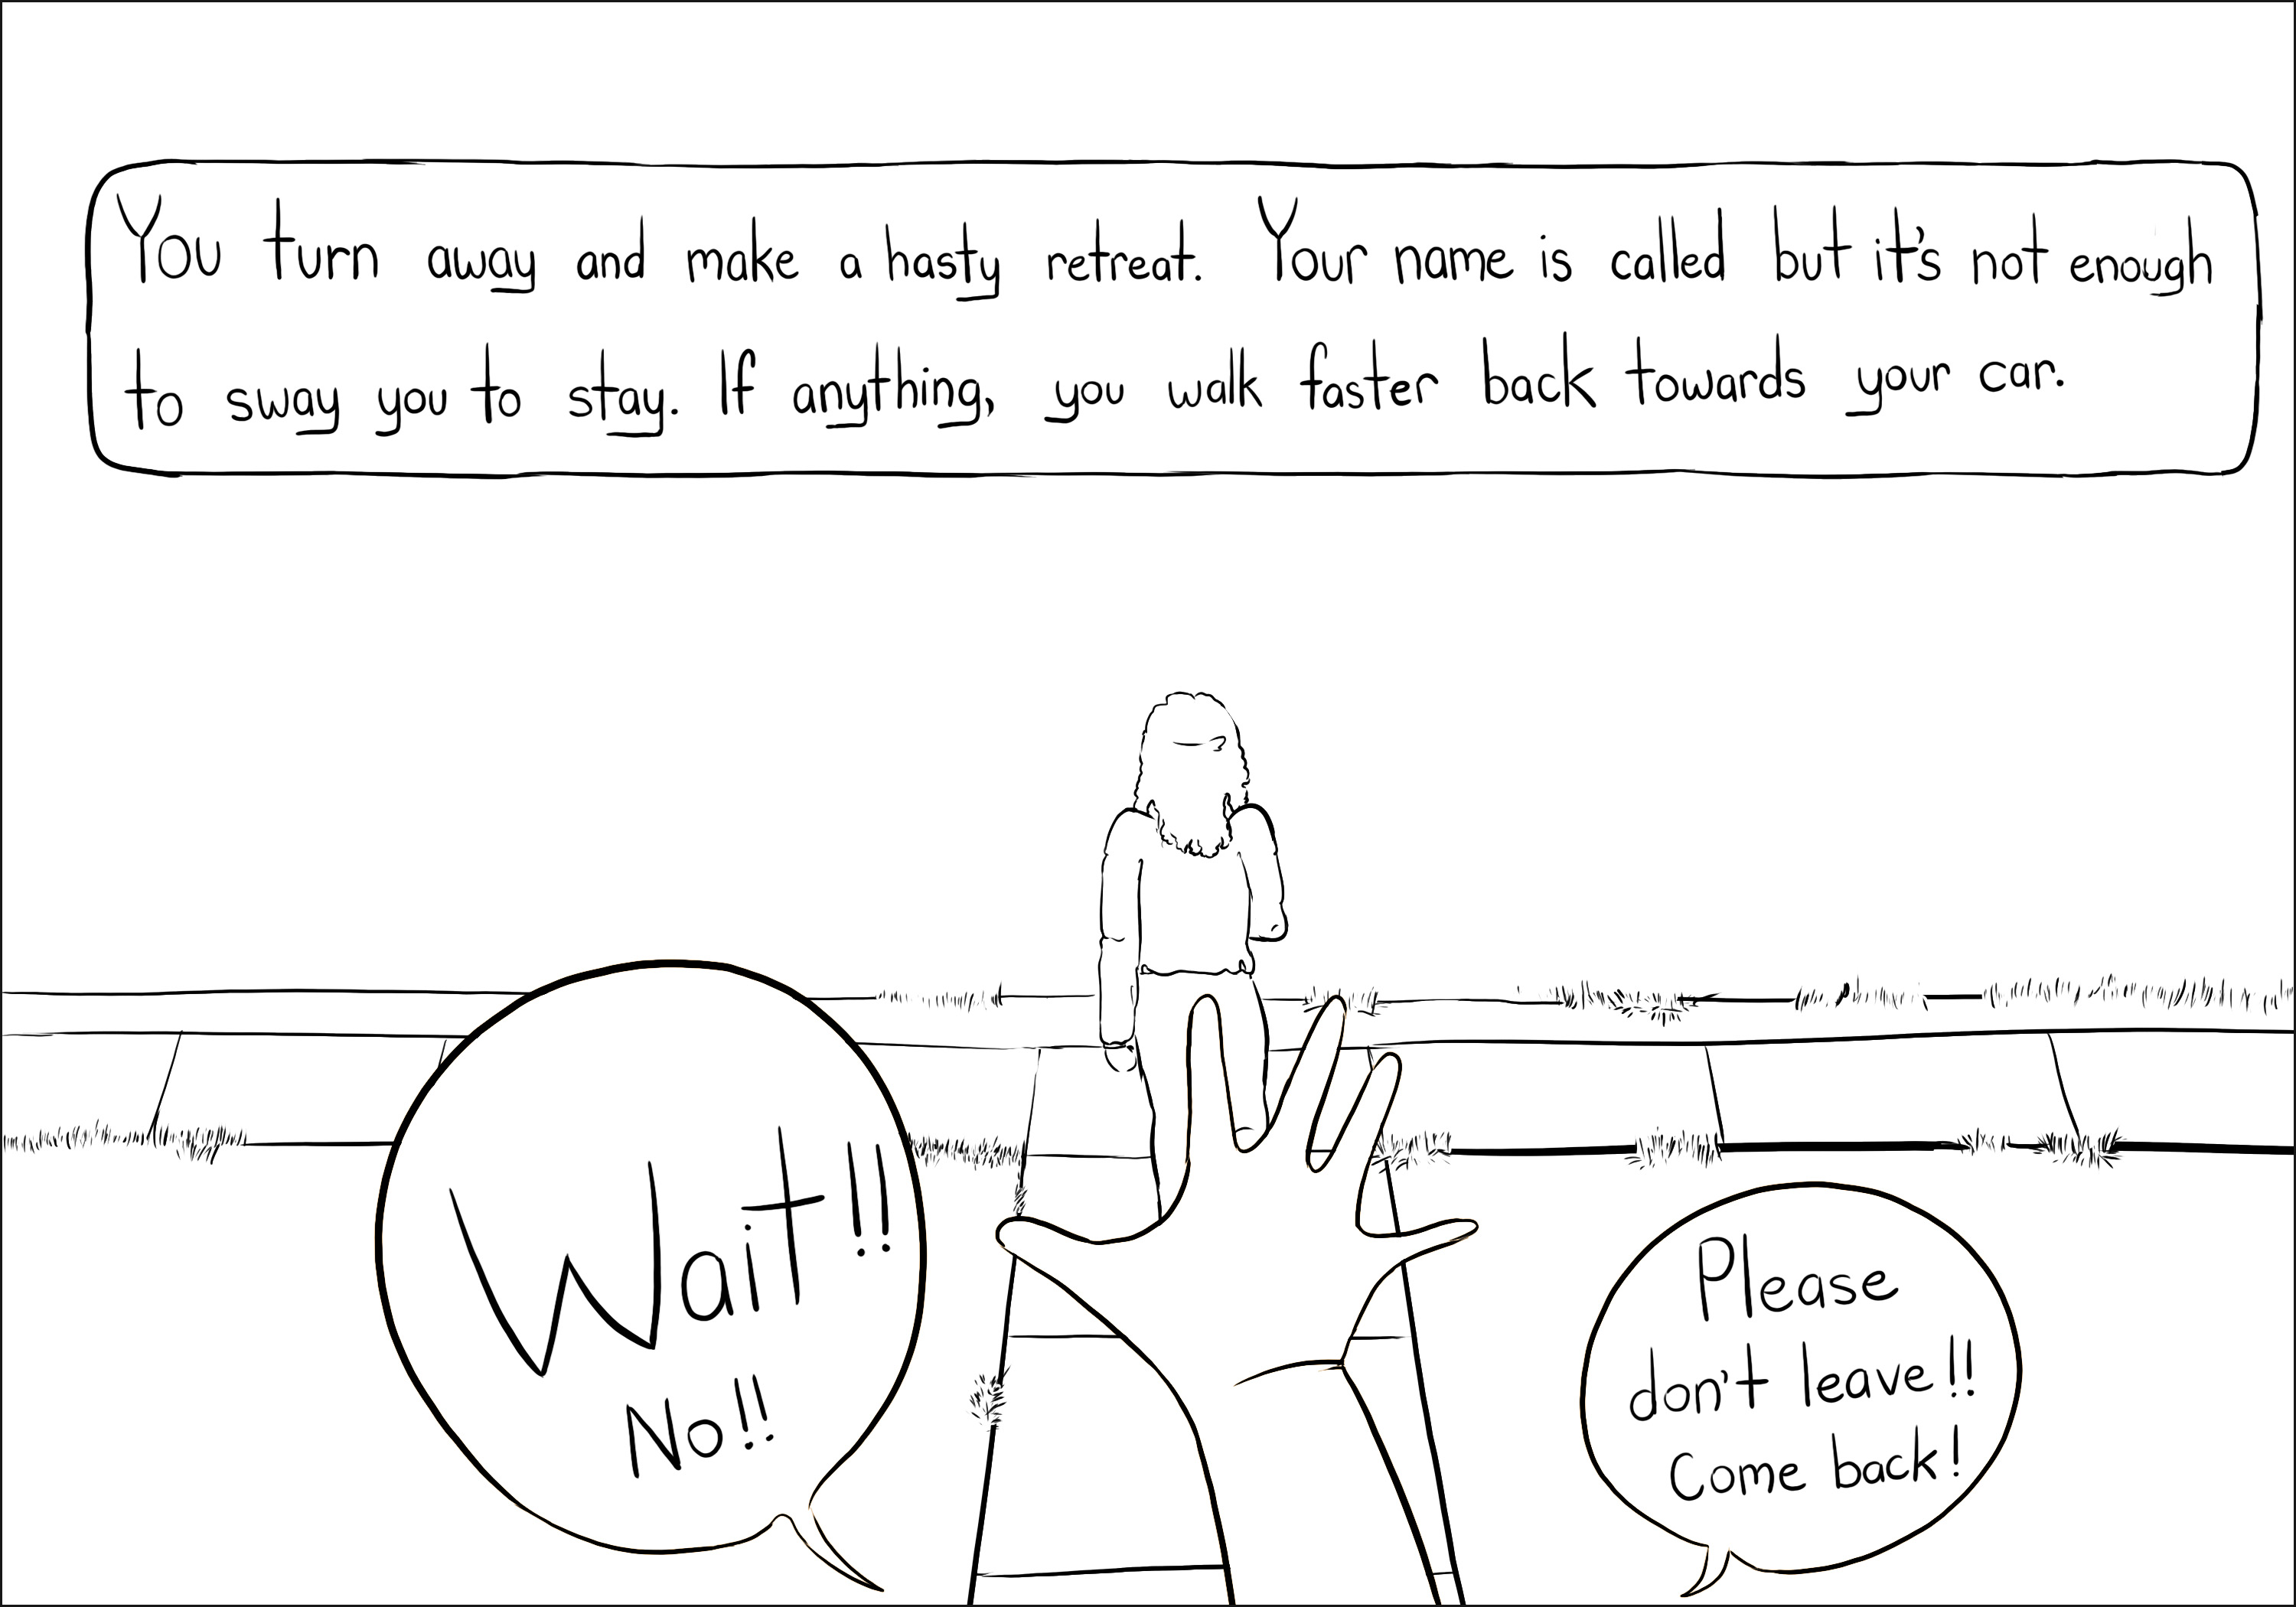 You turn away and make a hasty retreat. Your name is called but it's not enough
to sway you to stay. If anything, you walk faster back towards your car.
Wait!!
No!!
Please
don't leave!!
Come back!